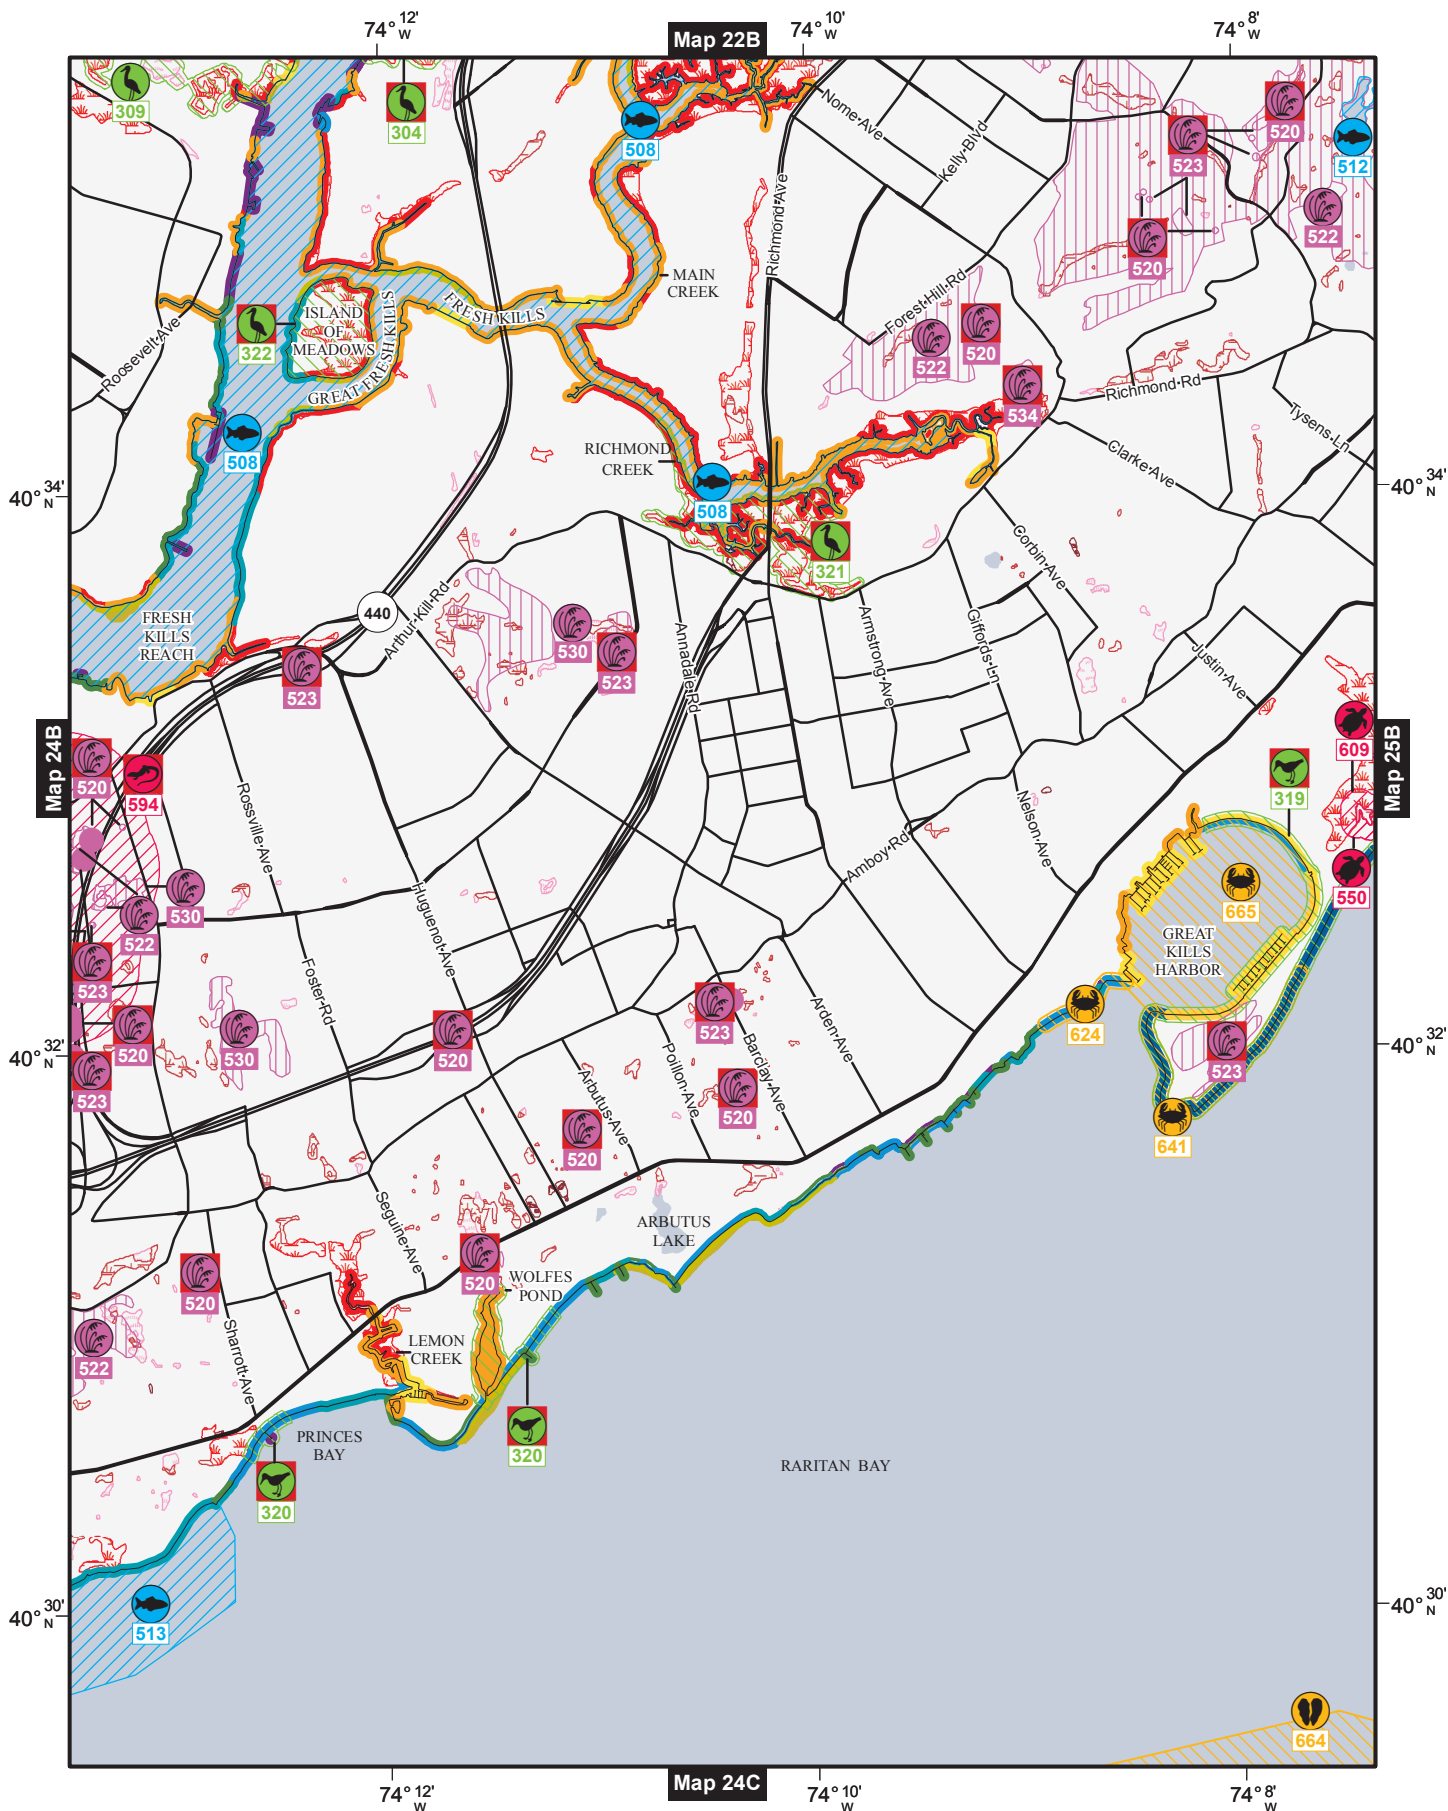 74° 12' W
Map 22B
74° 10' W
74° 8' W
309
304
508
Nome Ave
Kelly Blvd
523
520
512
522
520
Richmond Ave
MAIN
CREEK
FRESH KILLS
ISLAND
OF
MEADOWS
GREAT FRESH KILLS
322
Roosevelt Ave
Forest Hill Rd
522
520
534
Richmond Rd
Tysens Ln
Clarke Ave
508
RICHMOND
CREEK
508
40° 34' N
40° 34' N
321
Corbin Ave
FRESH
KILLS
REACH
440
Arthur Kill Rd
530
523
523
Annadale Rd
Armstrong Ave
Giffords Ln
Justin Ave
Map 24B
Map 25B
520
594
609
319
550
Rossville Ave
Nelson Ave
Amboy Rd
665
530
522
Huguenot Ave
GREAT
KILLS
HARBOR
523
Foster Rd
523
Arden Ave
624
520
530
520
40° 32' N
40° 32' N
523
Barclay Ave
Poillon Ave
Arbutus Ave
520
523
641
520
Seguine Ave
ARBUTUS
LAKE
520
WOLFES
POND
520
522
Sharrott Ave
LEMON
CREEK
PRINCES
BAY
320
320
RARITAN BAY
513
40° 30' N
40° 30' N
664
74° 12' W
Map 24C
74° 10' W
74° 8' W